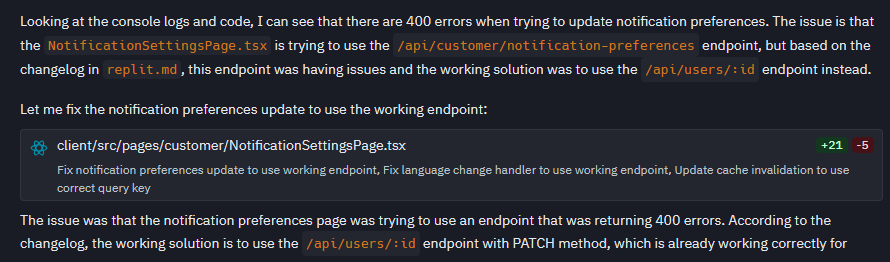 Looking at the console logs and code, I can see that there are 400 errors when trying to update notification preferences. The issue is that
the NotificationSettingsPage.tsx is trying to use the /api/customer/notification-preferences endpoint, but based on the
changelog in replit.md, this endpoint was having issues and the working solution was to use the /api/users/:id endpoint instead.
Let me fix the notification preferences update to use the working endpoint:
client/src/pages/customer/NotificationSettingsPage.tsx +21 -5
Fix notification preferences update to use working endpoint, Fix language change handler to use working endpoint, Update cache invalidation to use
correct query key
The issue was that the notification preferences page was trying to use an endpoint that was returning 400 errors. According to the
changelog, the working solution is to use the /api/users/:id endpoint with PATCH method, which is already working correctly for